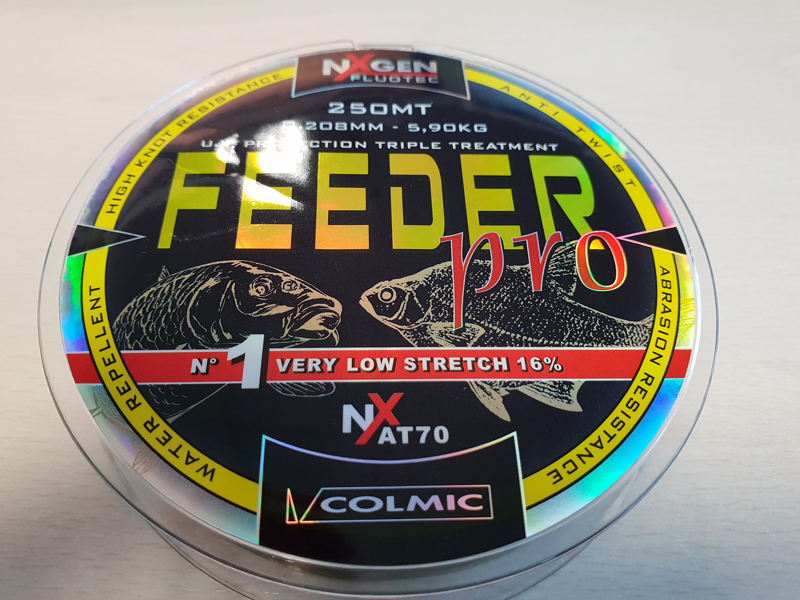 NXGEN
FLUOTEC
HIGH KNOT RESISTANCE
ANTI TWIST
250MT
0,208MM - 5,90KG
U.V. PROTECTION TRIPLE TREATMENT
FEEDER
pro
WATER REPELLENT
ABRASION RESISTANCE
N° 1 VERY LOW STRETCH 16%
NX AT70
COLMIC